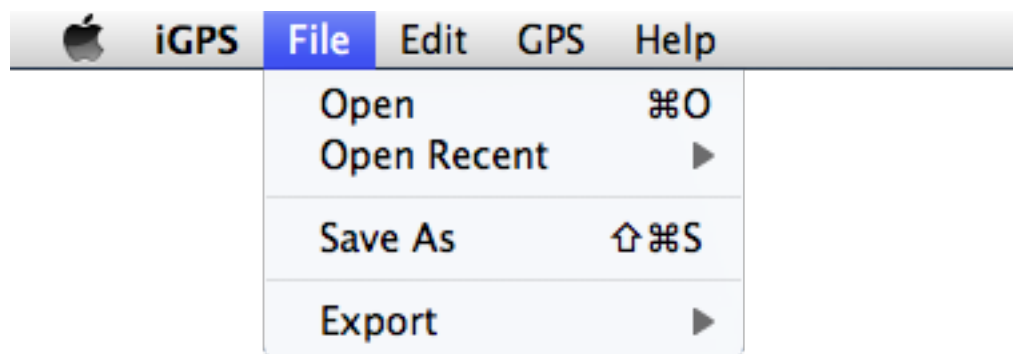 iGPS File Edit GPS Help
Open ⌘O
Open Recent ▶
Save As ⇧⌘S
Export ▶